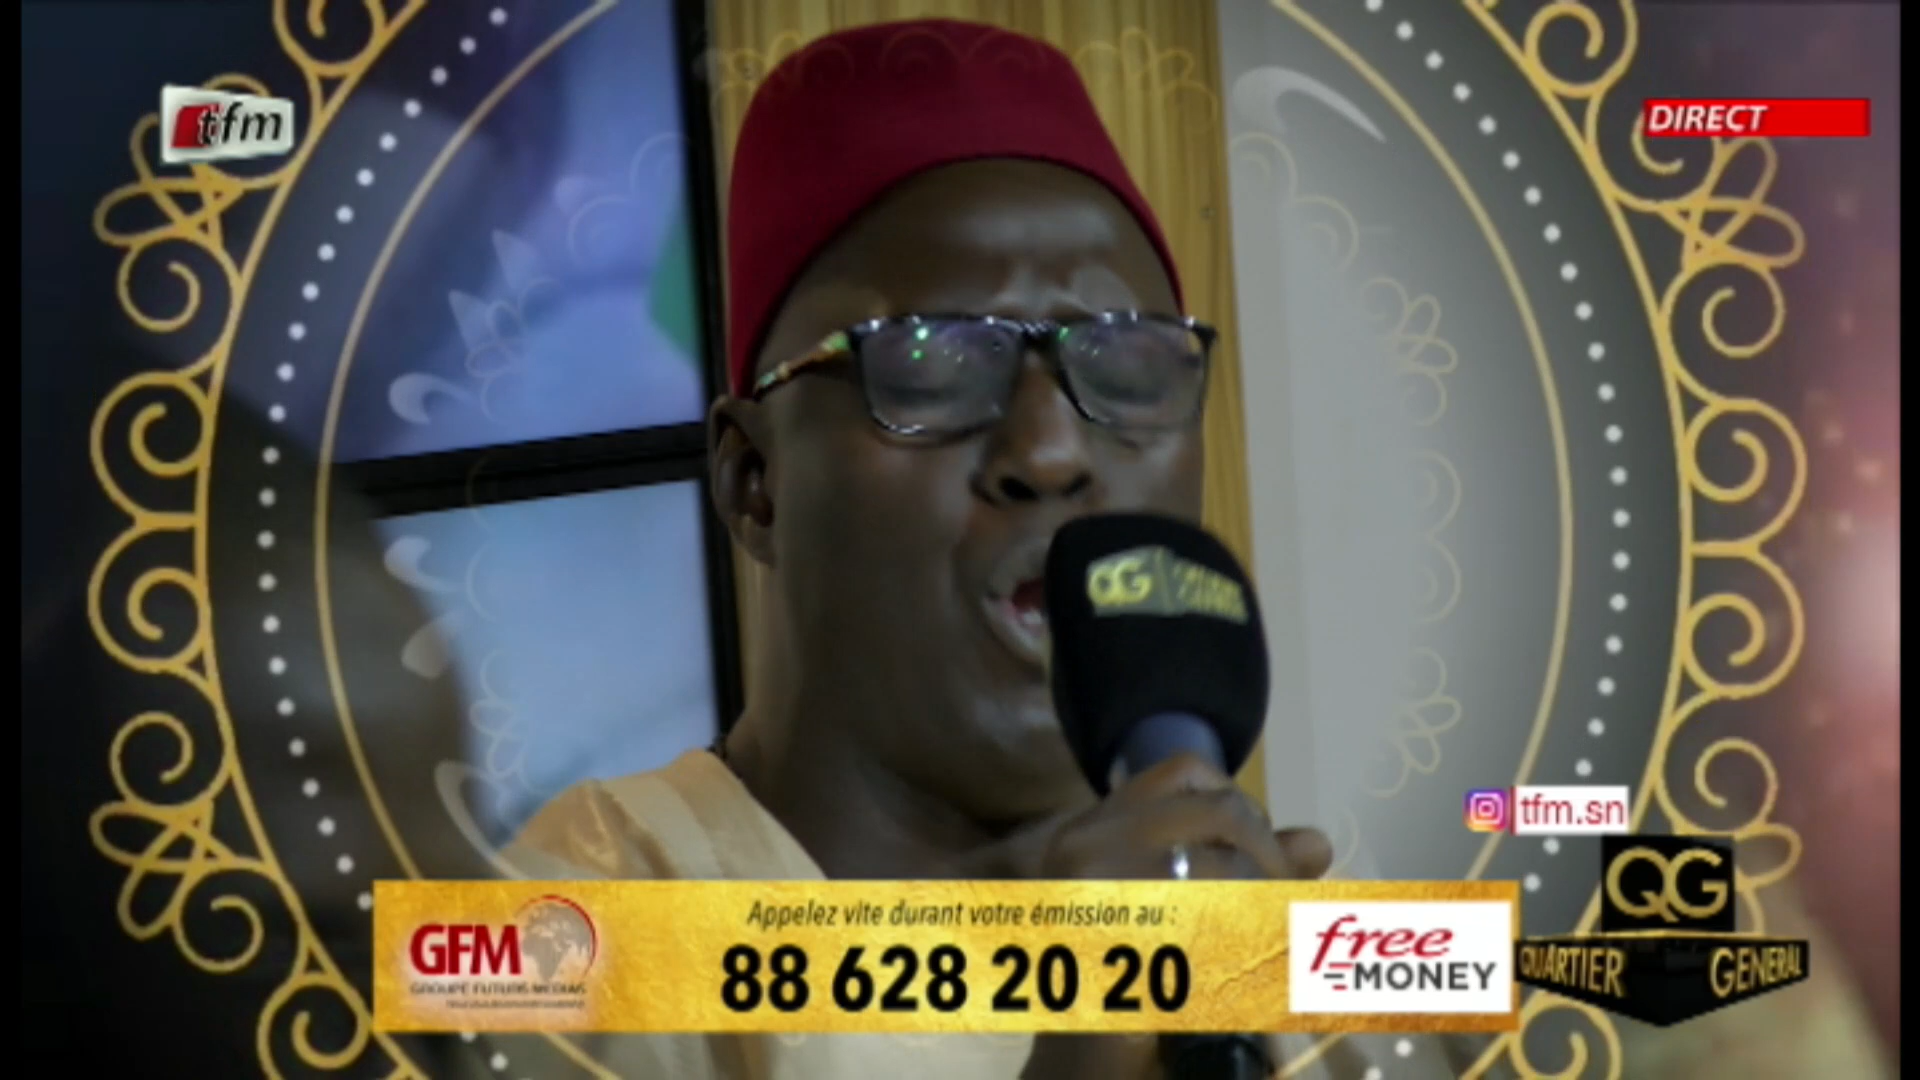 tfm
DIRECT
QG
tfm.sn
QG
QUARTIER GENERAL
GFM
GROUPE FUTURS MEDIAS
Appelez vite durant votre émission au :
88 628 20 20
free
MONEY